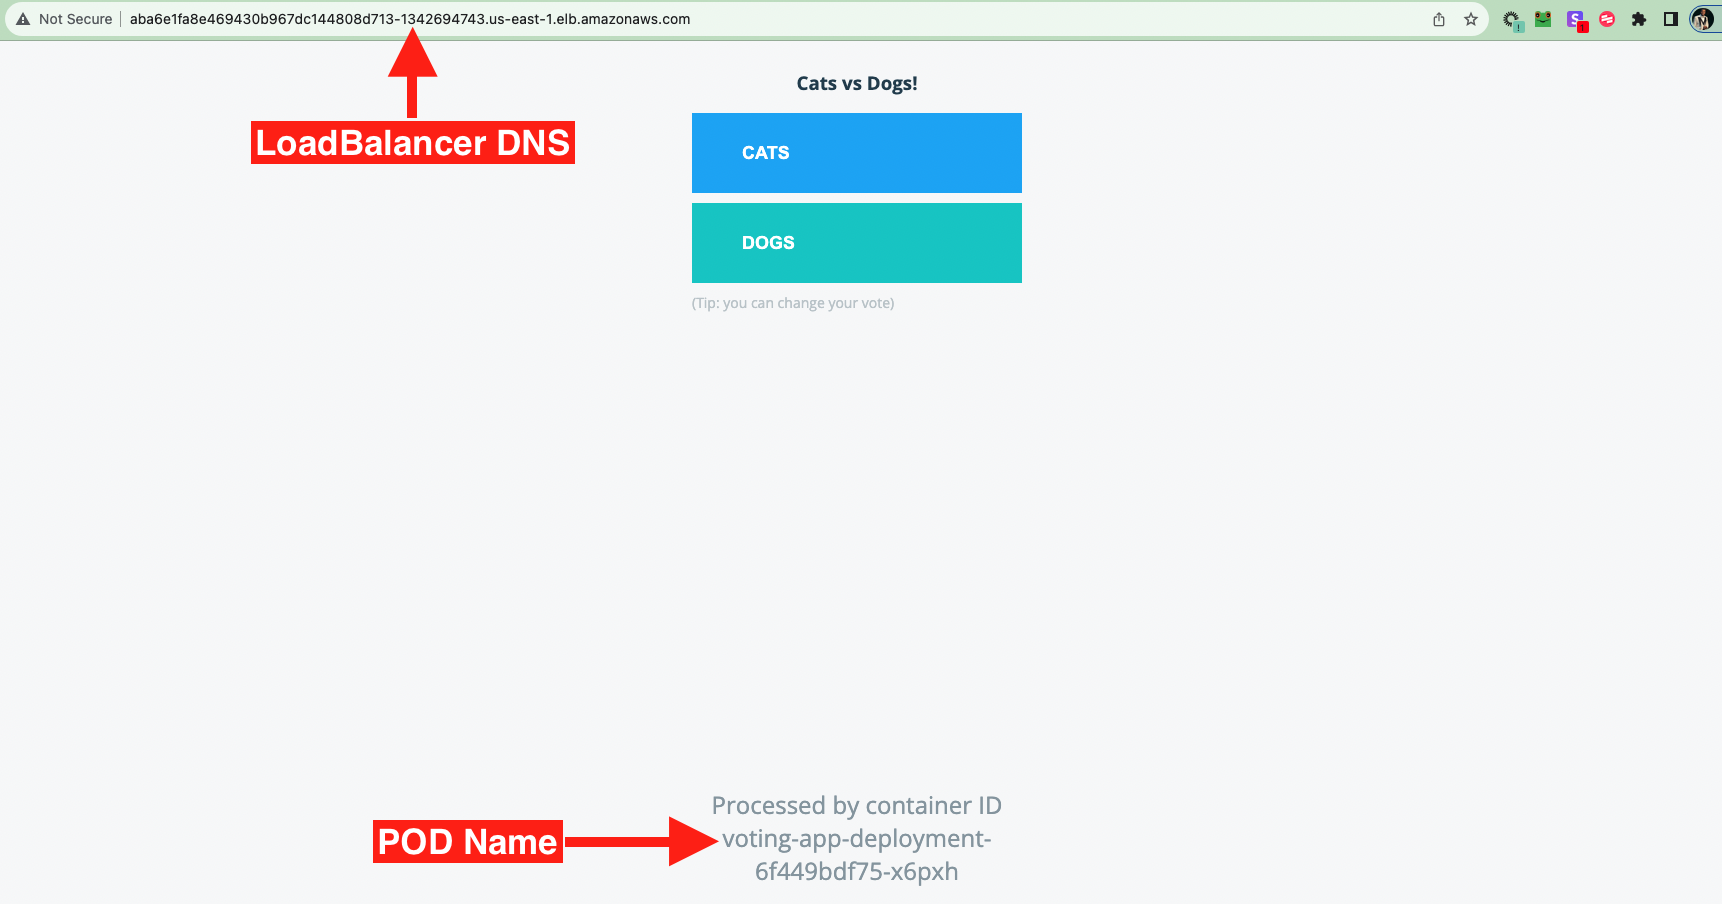 Not Secure aba6e1fa8e469430b967dc144808d713-1342694743.us-east-1.elb.amazonaws.com
S
Cats vs Dogs!
LoadBalancer DNS
CATS
DOGS
(Tip: you can change your vote)
Processed by container ID
POD Name
voting-app-deployment-
6f449bdf75-x6pxh